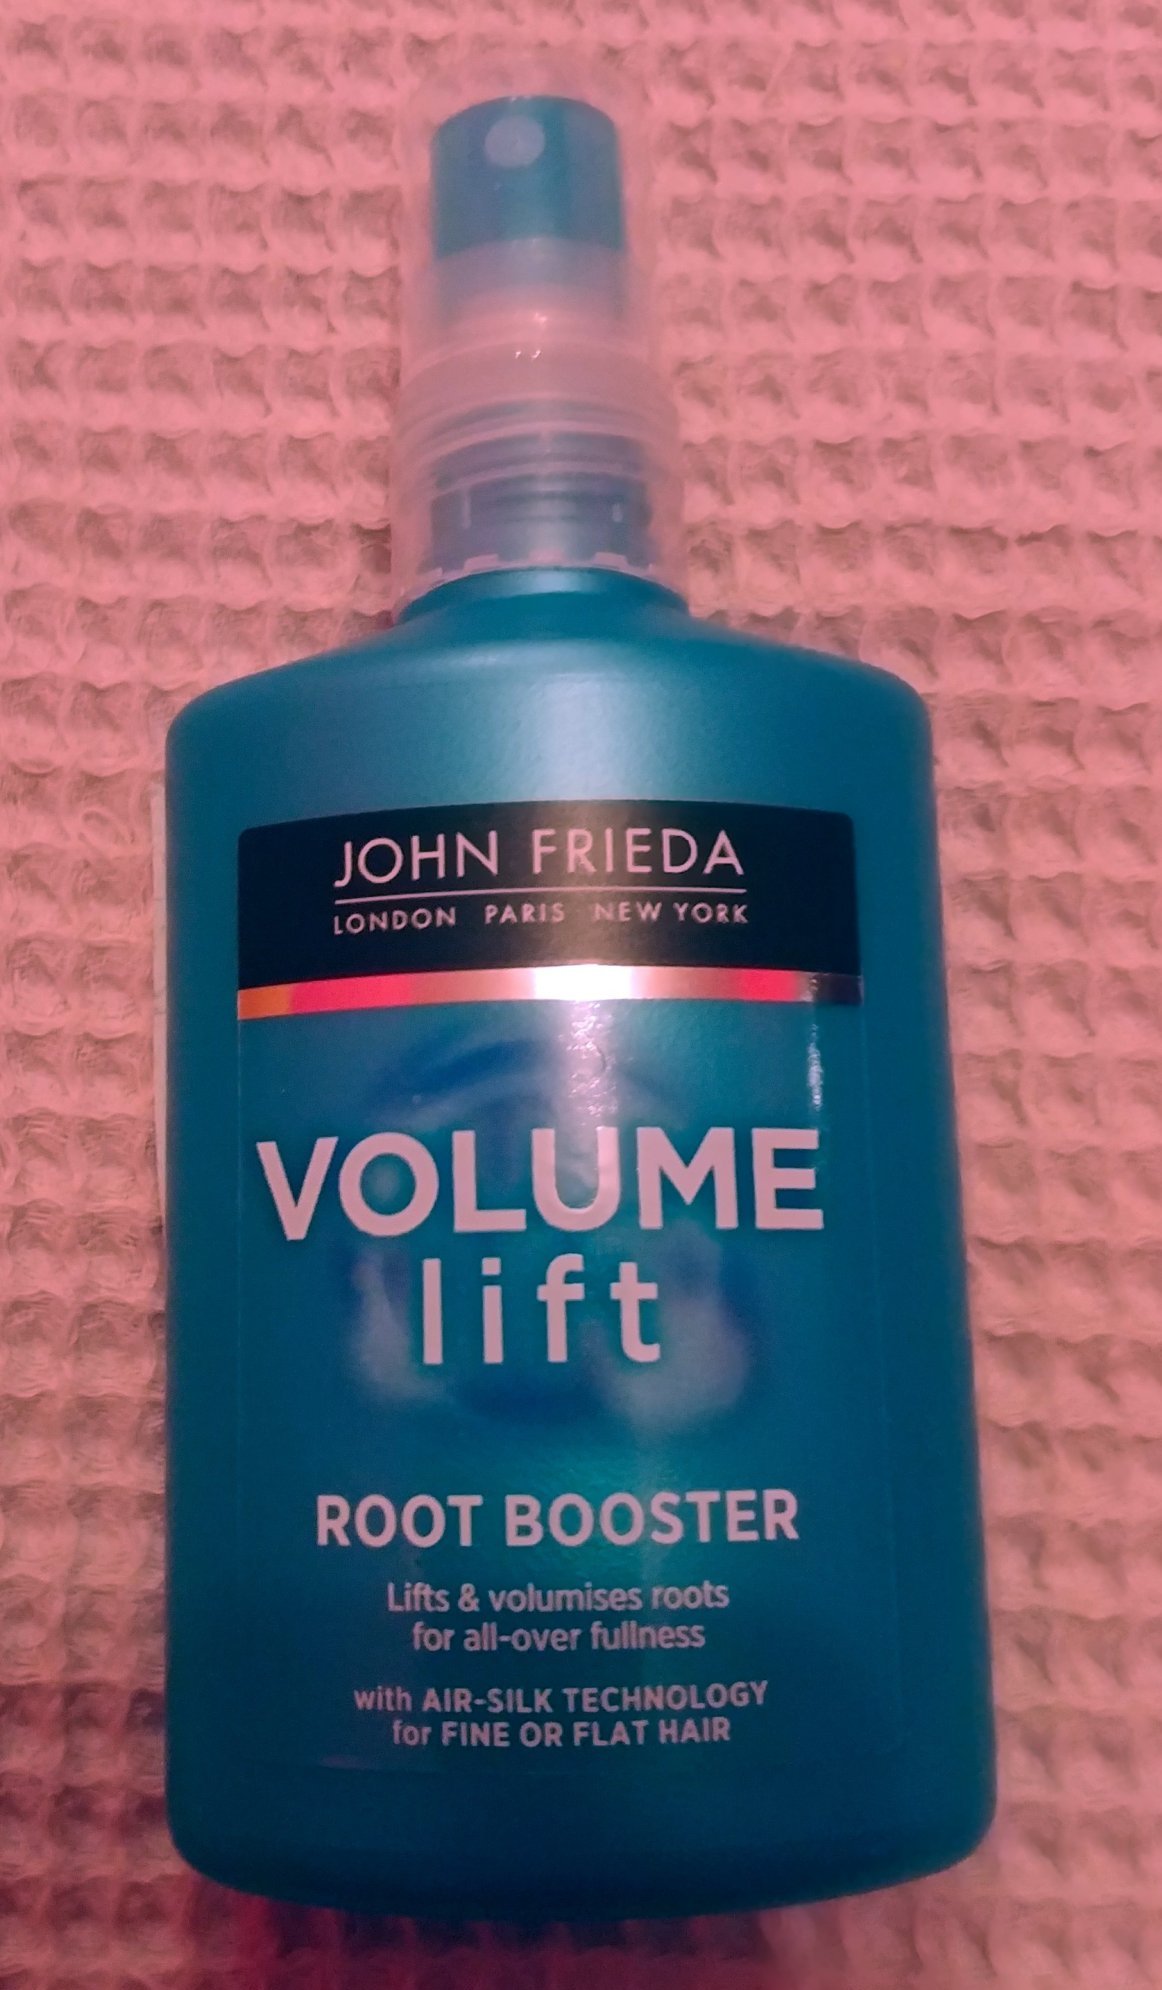 JOHN FRIEDA
LONDON PARIS NEW YORK
VOLUME
lift
ROOT BOOSTER
Lifts & volumises roots
for all-over fullness
with AIR-SILK TECHNOLOGY
for FINE OR FLAT HAIR